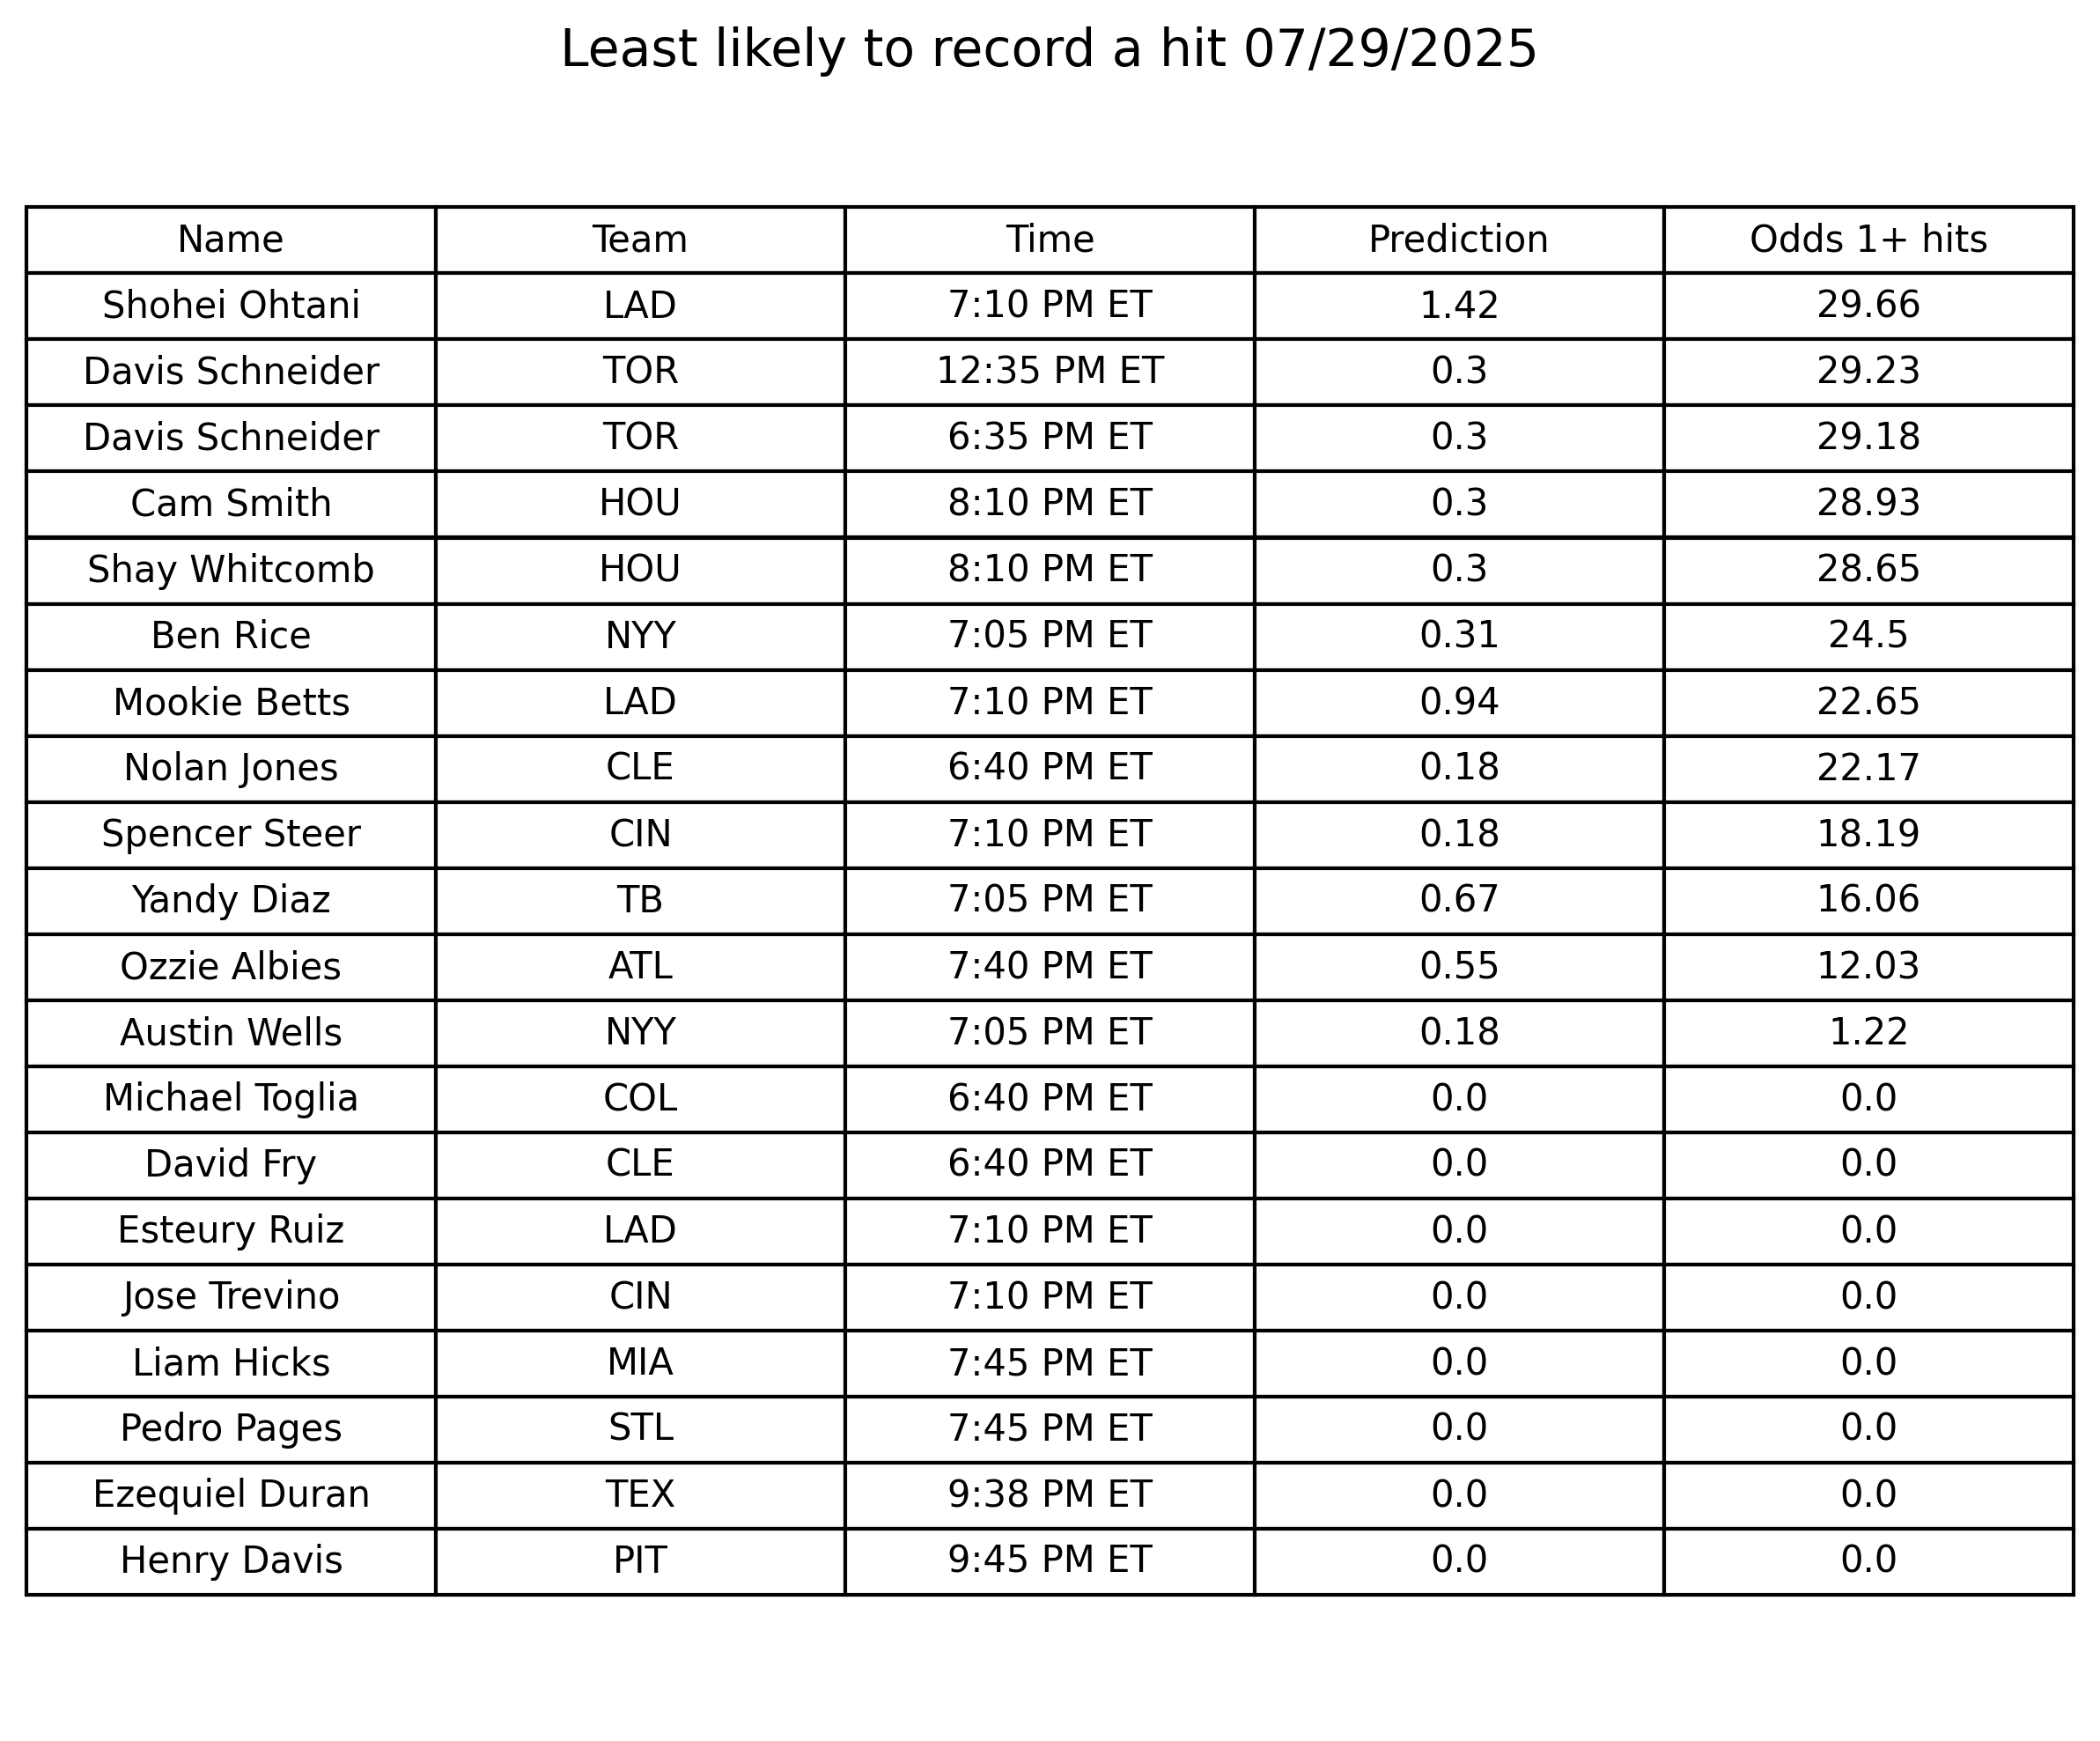 Least likely to record a hit 07/29/2025
Name Team Time Prediction Odds 1+ hits
Shohei Ohtani LAD 7:10 PM ET 1.42 29.66
Davis Schneider TOR 12:35 PM ET 0.3 29.23
Davis Schneider TOR 6:35 PM ET 0.3 29.18
Cam Smith HOU 8:10 PM ET 0.3 28.93
Shay Whitcomb HOU 8:10 PM ET 0.3 28.65
Ben Rice NYY 7:05 PM ET 0.31 24.5
Mookie Betts LAD 7:10 PM ET 0.94 22.65
Nolan Jones CLE 6:40 PM ET 0.18 22.17
Spencer Steer CIN 7:10 PM ET 0.18 18.19
Yandy Diaz TB 7:05 PM ET 0.67 16.06
Ozzie Albies ATL 7:40 PM ET 0.55 12.03
Austin Wells NYY 7:05 PM ET 0.18 1.22
Michael Toglia COL 6:40 PM ET 0.0 0.0
David Fry CLE 6:40 PM ET 0.0 0.0
Esteury Ruiz LAD 7:10 PM ET 0.0 0.0
Jose Trevino CIN 7:10 PM ET 0.0 0.0
Liam Hicks MIA 7:45 PM ET 0.0 0.0
Pedro Pages STL 7:45 PM ET 0.0 0.0
Ezequiel Duran TEX 9:38 PM ET 0.0 0.0
Henry Davis PIT 9:45 PM ET 0.0 0.0